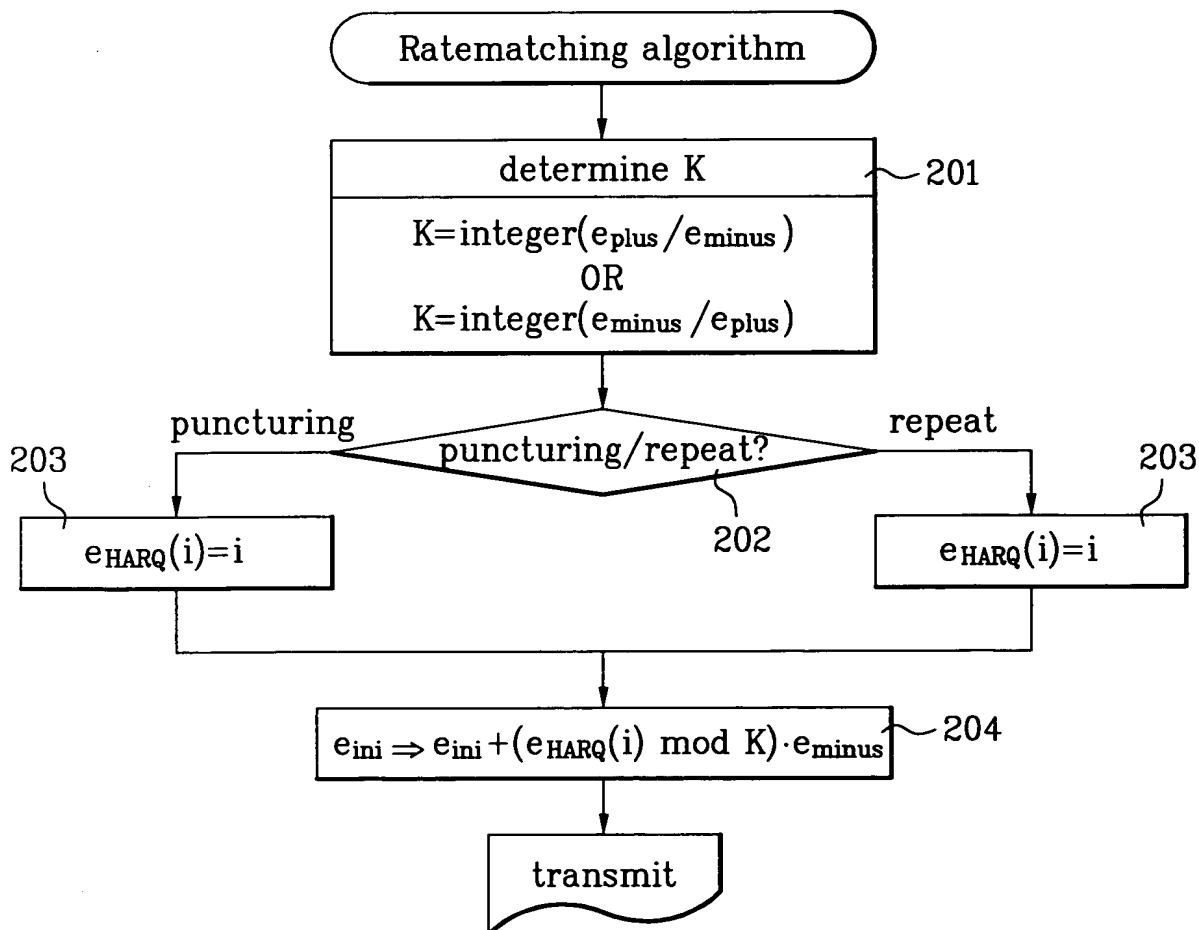 Ratematching algorithm
determine K
201
K=integer(eplus/eminus)
OR
K=integer(eminus/eplus)
puncturing
puncturing/repeat?
repeat
203
202
203
eHARQ(i)=i
eHARQ(i)=i
eini⇒eini+(eHARQ(i) mod K)·eminus
204
transmit